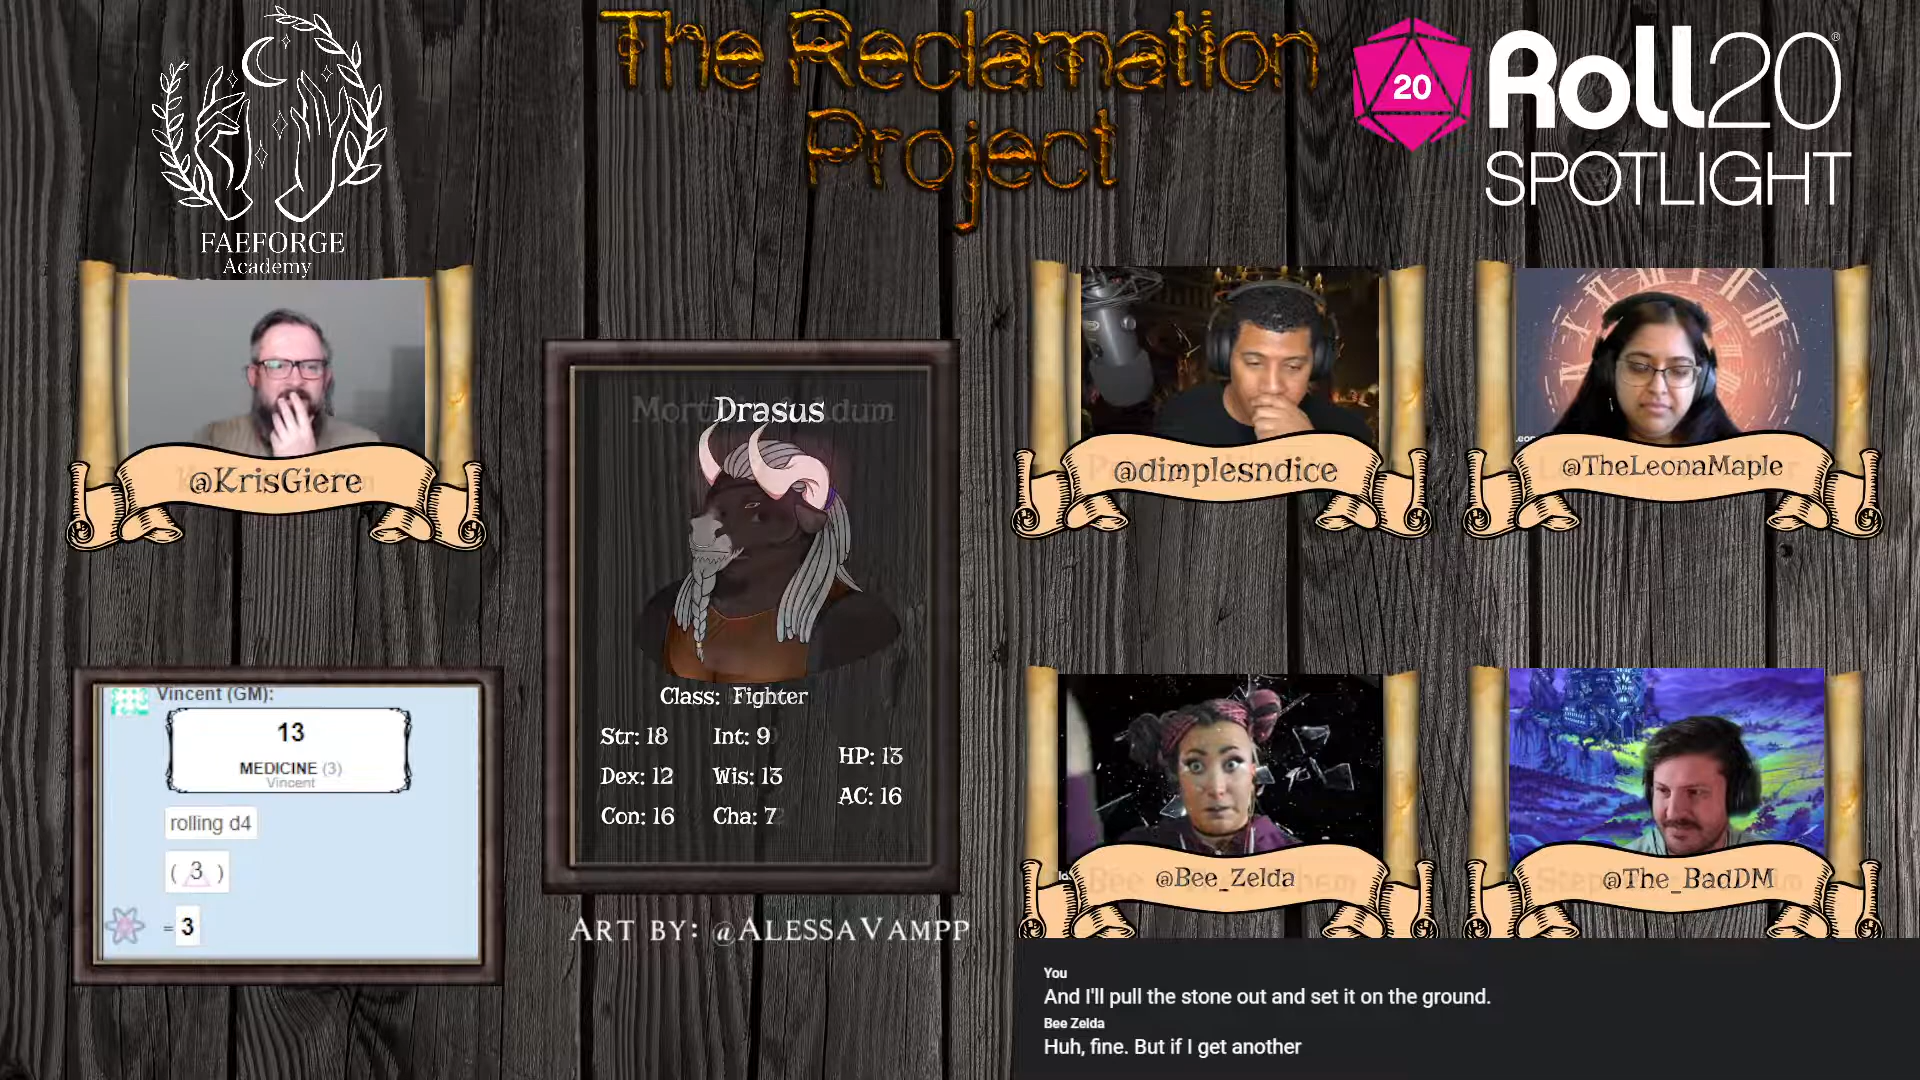 FAEFORGE
Academy
The Reclamation
Project
20
Roll20®
SPOTLIGHT
@KrisGiere
Drasus
Class: Fighter
Str: 18
Int: 9
HP: 13
Dex: 12
Wis: 13
AC: 16
Con: 16
Cha: 7
ART BY: @ALESSAVAMPP
@dimplesndice
@TheLeonaMaple
@Bee_Zelda
@The_BadDM
Vincent (GM):
13
MEDICINE (3)
Vincent
rolling d4
( 3 )
= 3
You
And I'll pull the stone out and set it on the ground.
Bee Zelda
Huh, fine. But if I get another